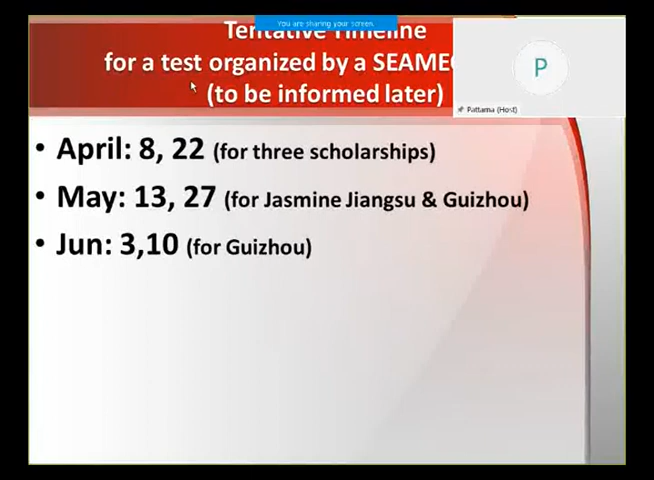 You are sharing your screen.
Tentative Timeline
for a test organized by a SEAMEO
(to be informed later)
P
Pattama (Host)
• April: 8, 22 (for three scholarships)
• May: 13, 27 (for Jasmine Jiangsu & Guizhou)
• Jun: 3,10 (for Guizhou)